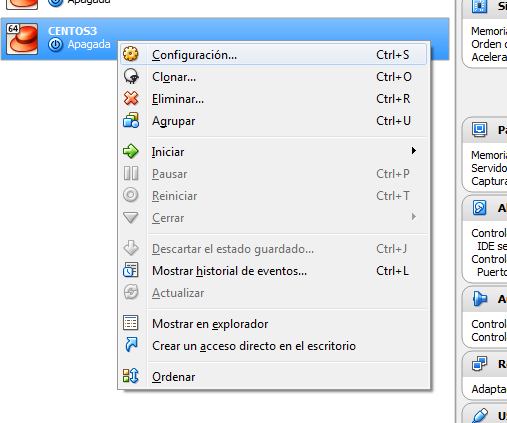 Apagada
64
CENTOS3
Apagada
Configuración... Ctrl+S
Clonar... Ctrl+O
Eliminar... Ctrl+R
Agrupar Ctrl+U
Iniciar
Pausar Ctrl+P
Reiniciar Ctrl+T
Cerrar
Descartar el estado guardado... Ctrl+J
Mostrar historial de eventos... Ctrl+L
Actualizar
Mostrar en explorador
Crear un acceso directo en el escritorio
Ordenar
Si
Memoria
Orden d
Acelera
Pa
Memoria
Servido
Captura
Al
Control
IDE se
Control
Puerto
Au
Control
Control
R
Adapta
U